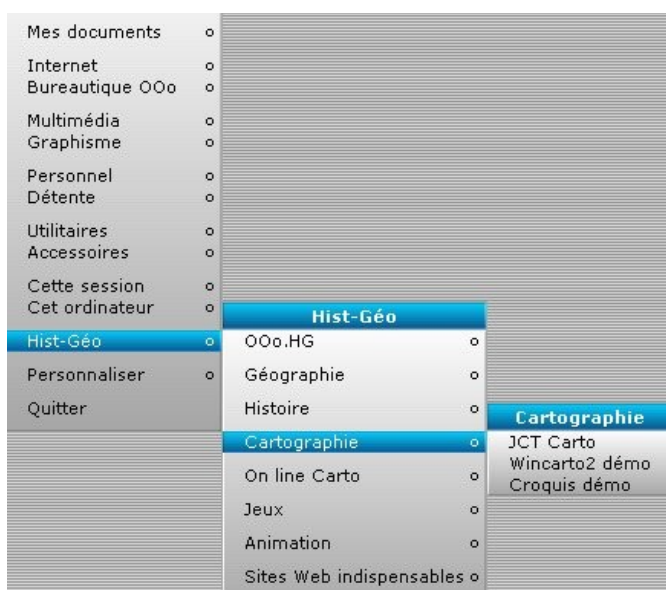 Mes documents
Internet
Bureautique OOo
Multimédia
Graphisme
Personnel
Détente
Utilitaires
Accessoires
Cette session
Cet ordinateur
Hist-Géo
Personnaliser
Quitter
Hist-Géo
OOo.HG
Géographie
Histoire
Cartographie
On line Carto
Jeux
Animation
Sites Web indispensables
Cartographie
JCT Carto
Wincarto2 démo
Croquis démo